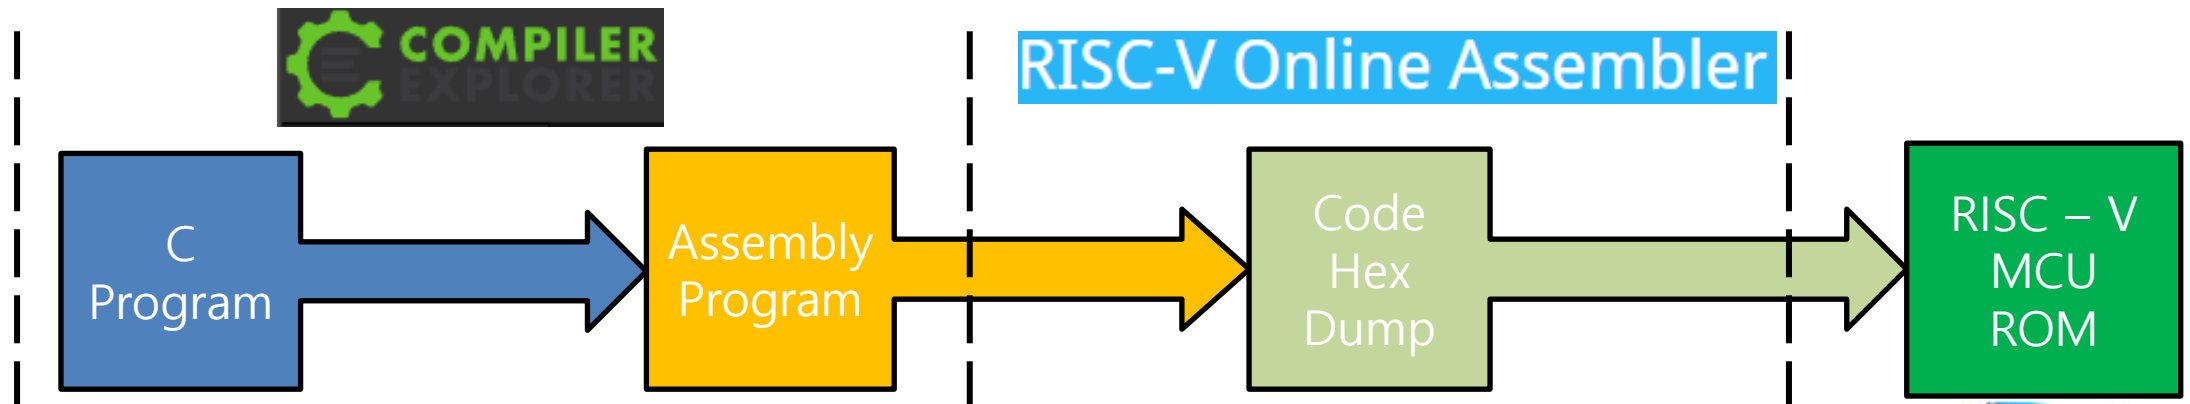 COMPILER
EXPLORER
RISC-V Online Assembler
C
Program
Assembly
Program
Code
Hex
Dump
RISC – V
MCU
ROM